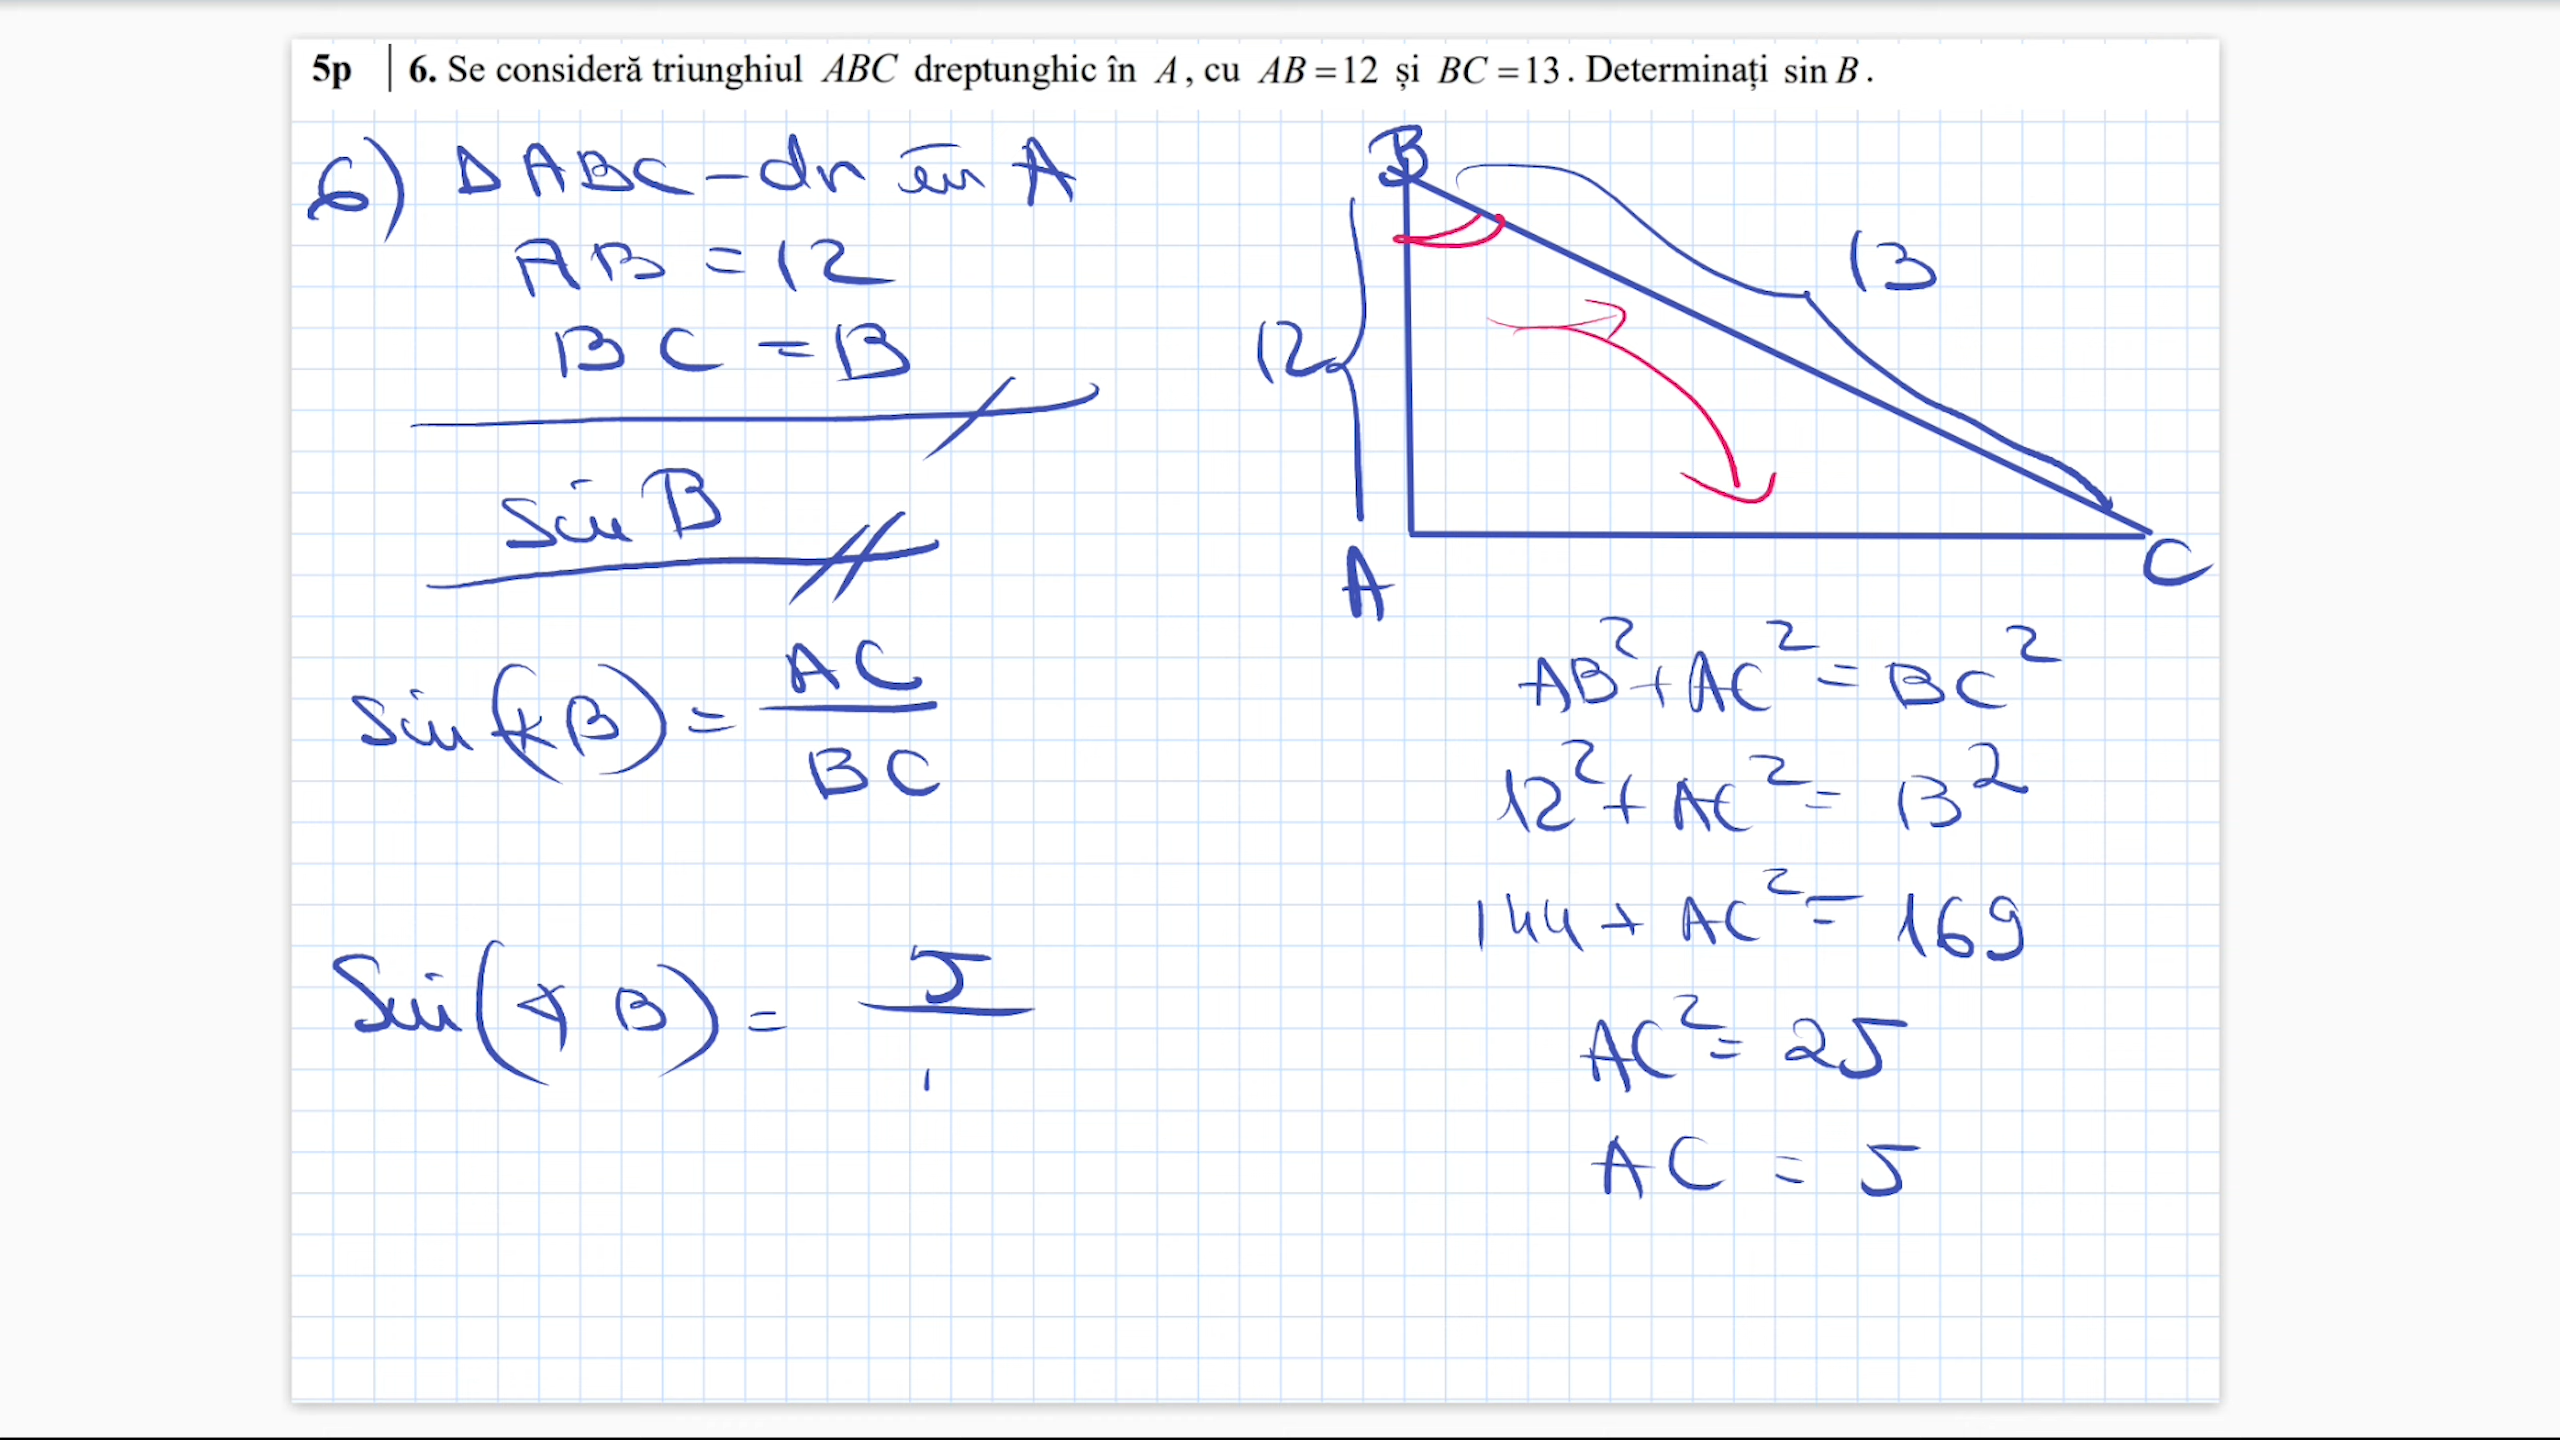 5p 6. Se consideră triunghiul ABC dreptunghic în A, cu AB=12 și BC=13. Determinați sin B.
6) Δ ABC - dr în A
AB = 12
BC = 13
sin B
sin(∢B) = AC/BC
sin(∢B) = 5/1
B
13
12
A
C
AB² + AC² = BC²
12² + AC² = 13²
144 + AC² = 169
AC² = 25
AC = 5